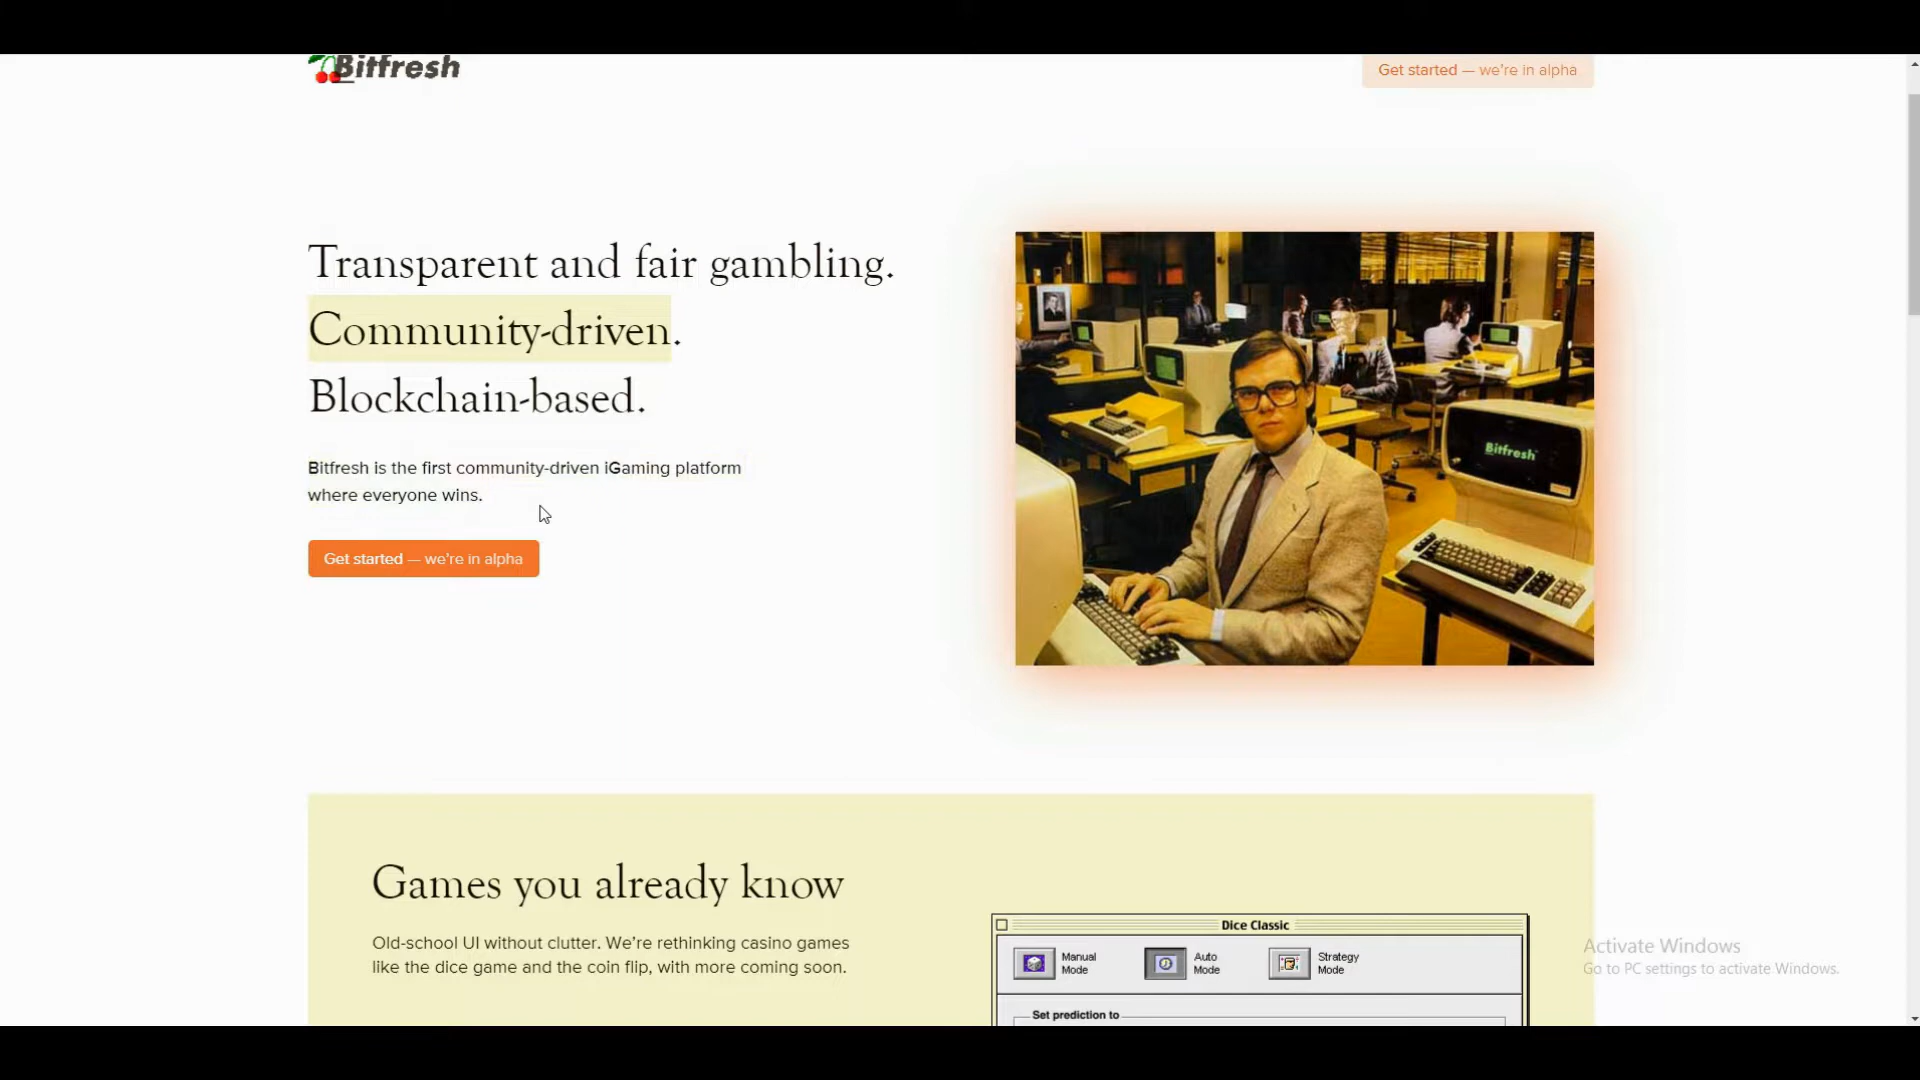 Bitfresh
Get started — we're in alpha
Transparent and fair gambling.
Community-driven.
Blockchain-based.
Bitfresh is the first community-driven iGaming platform
where everyone wins.
Get started — we're in alpha
Bitfresh
Games you already know
Old-school UI without clutter. We're rethinking casino games
like the dice game and the coin flip, with more coming soon.
Dice Classic
Manual
Mode
Auto
Mode
Strategy
Mode
Set prediction to
Activate Windows
Go to PC settings to activate Windows.